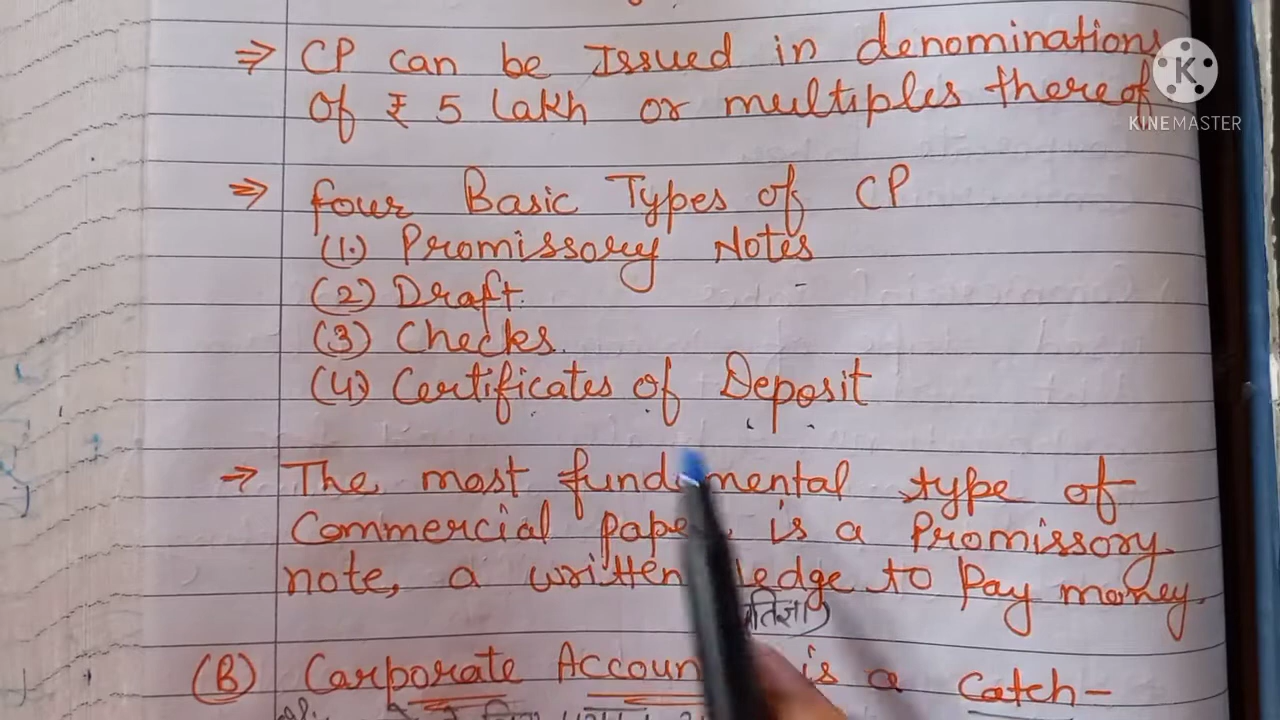 ⇒ CP can be Issued in denominations
of ₹ 5 lakh or multiples thereof
KINEMASTER
⇒ four Basic Types of CP
(1.) Promissory Notes
(2) Draft.
(3) Checks.
(4) Certificates of Deposit
→ The most fundamental type of
Commercial paper is a Promissory
note, a written ledge to Pay money.
(B) Corporate Accoun is a Catch-